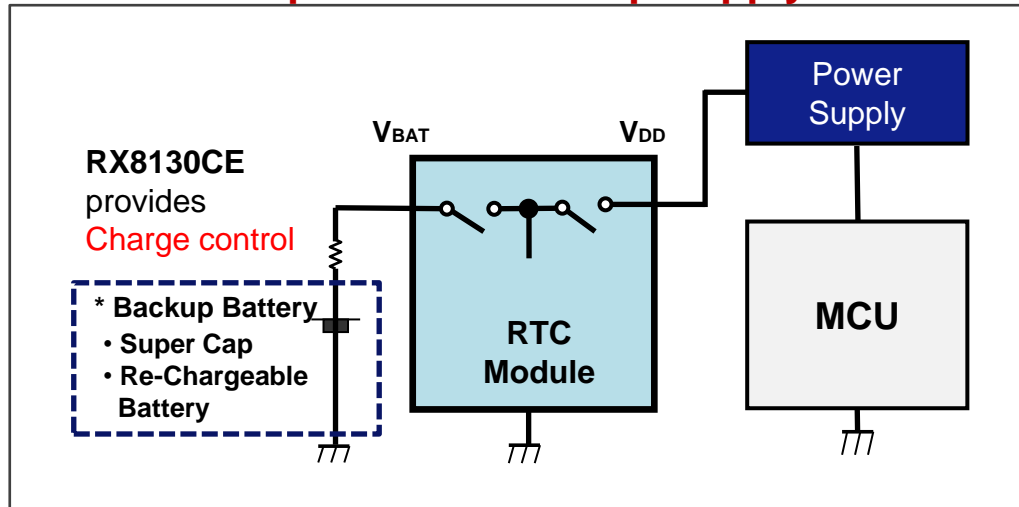 Power
Supply
VBAT
VDD
RX8130CE
provides
Charge control
* Backup Battery
• Super Cap
• Re-Chargeable
Battery
RTC
Module
MCU